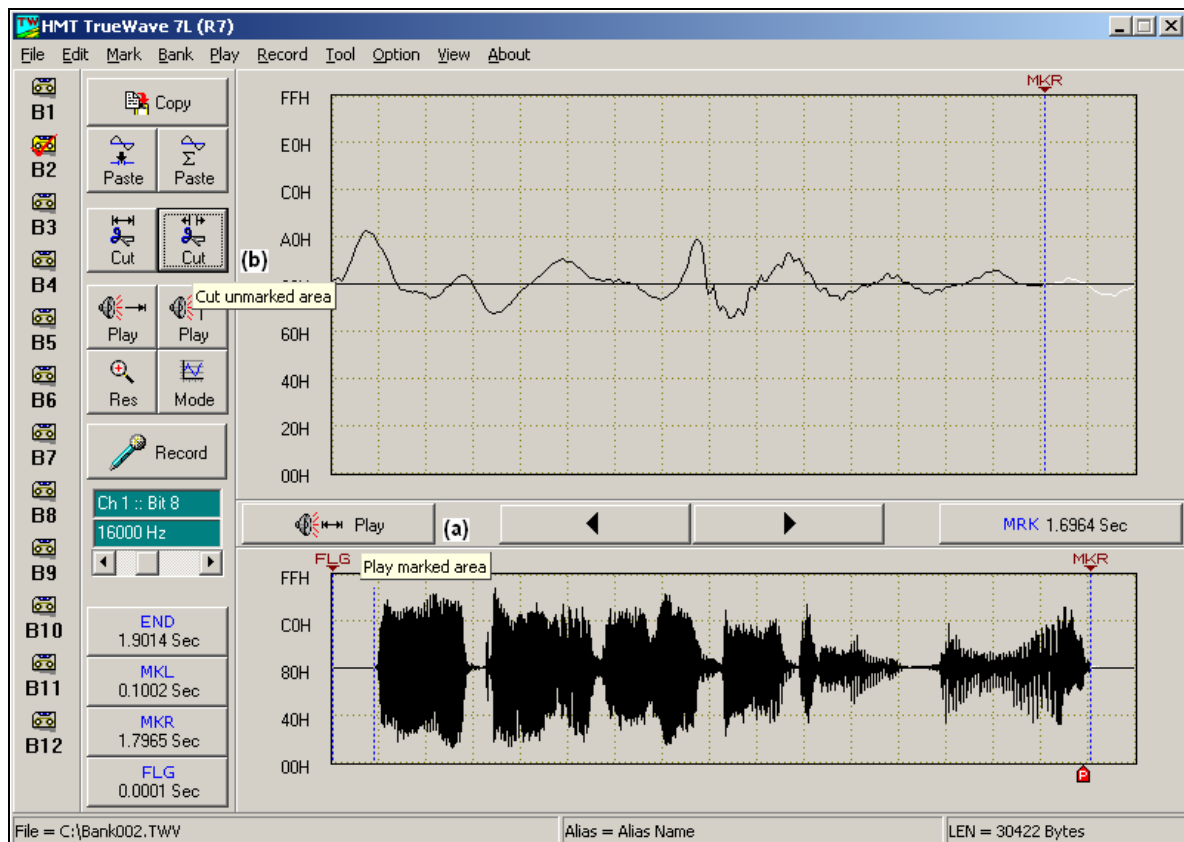 HMT TrueWave 7L (R7)
File Edit Mark Bank Play Record Tool Option View About
B1
B2
B3
B4
B5
B6
B7
B8
B9
B10
B11
B12
Copy
Paste Paste
Cut Cut
(b)
Cut unmarked area
Play Play
Res Mode
Record
Ch 1 :: Bit 8
16000 Hz
END
1.9014 Sec
MKL
0.1002 Sec
MKR
1.7965 Sec
FLG
0.0001 Sec
MKR
FFH
E0H
C0H
A0H
60H
40H
20H
00H
Play
(a)
MRK 1.6964 Sec
Play marked area
FLG
MKR
FFH
C0H
80H
40H
00H
P
File = C:\Bank002.TWV
Alias = Alias Name
LEN = 30422 Bytes